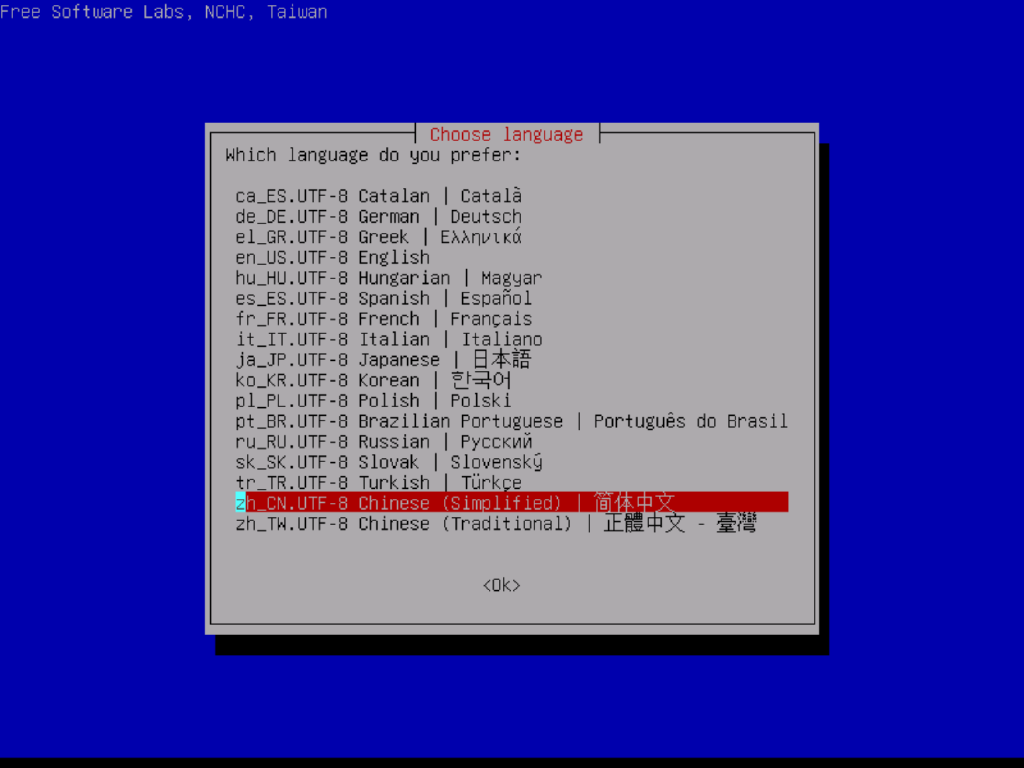 Free Software Labs, NCHC, Taiwan
Choose language
Which language do you prefer:
ca_ES.UTF-8 Catalan | Català
de_DE.UTF-8 German | Deutsch
el_GR.UTF-8 Greek | Ελληνικά
en_US.UTF-8 English
hu_HU.UTF-8 Hungarian | Magyar
es_ES.UTF-8 Spanish | Español
fr_FR.UTF-8 French | Français
it_IT.UTF-8 Italian | Italiano
ja_JP.UTF-8 Japanese | 日本語
ko_KR.UTF-8 Korean | 한국어
pl_PL.UTF-8 Polish | Polski
pt_BR.UTF-8 Brazilian Portuguese | Português do Brasil
ru_RU.UTF-8 Russian | Русский
sk_SK.UTF-8 Slovak | Slovenský
tr_TR.UTF-8 Turkish | Türkçe
zh_CN.UTF-8 Chinese (Simplified) | 简体中文
zh_TW.UTF-8 Chinese (Traditional) | 正體中文 - 臺灣
<Ok>